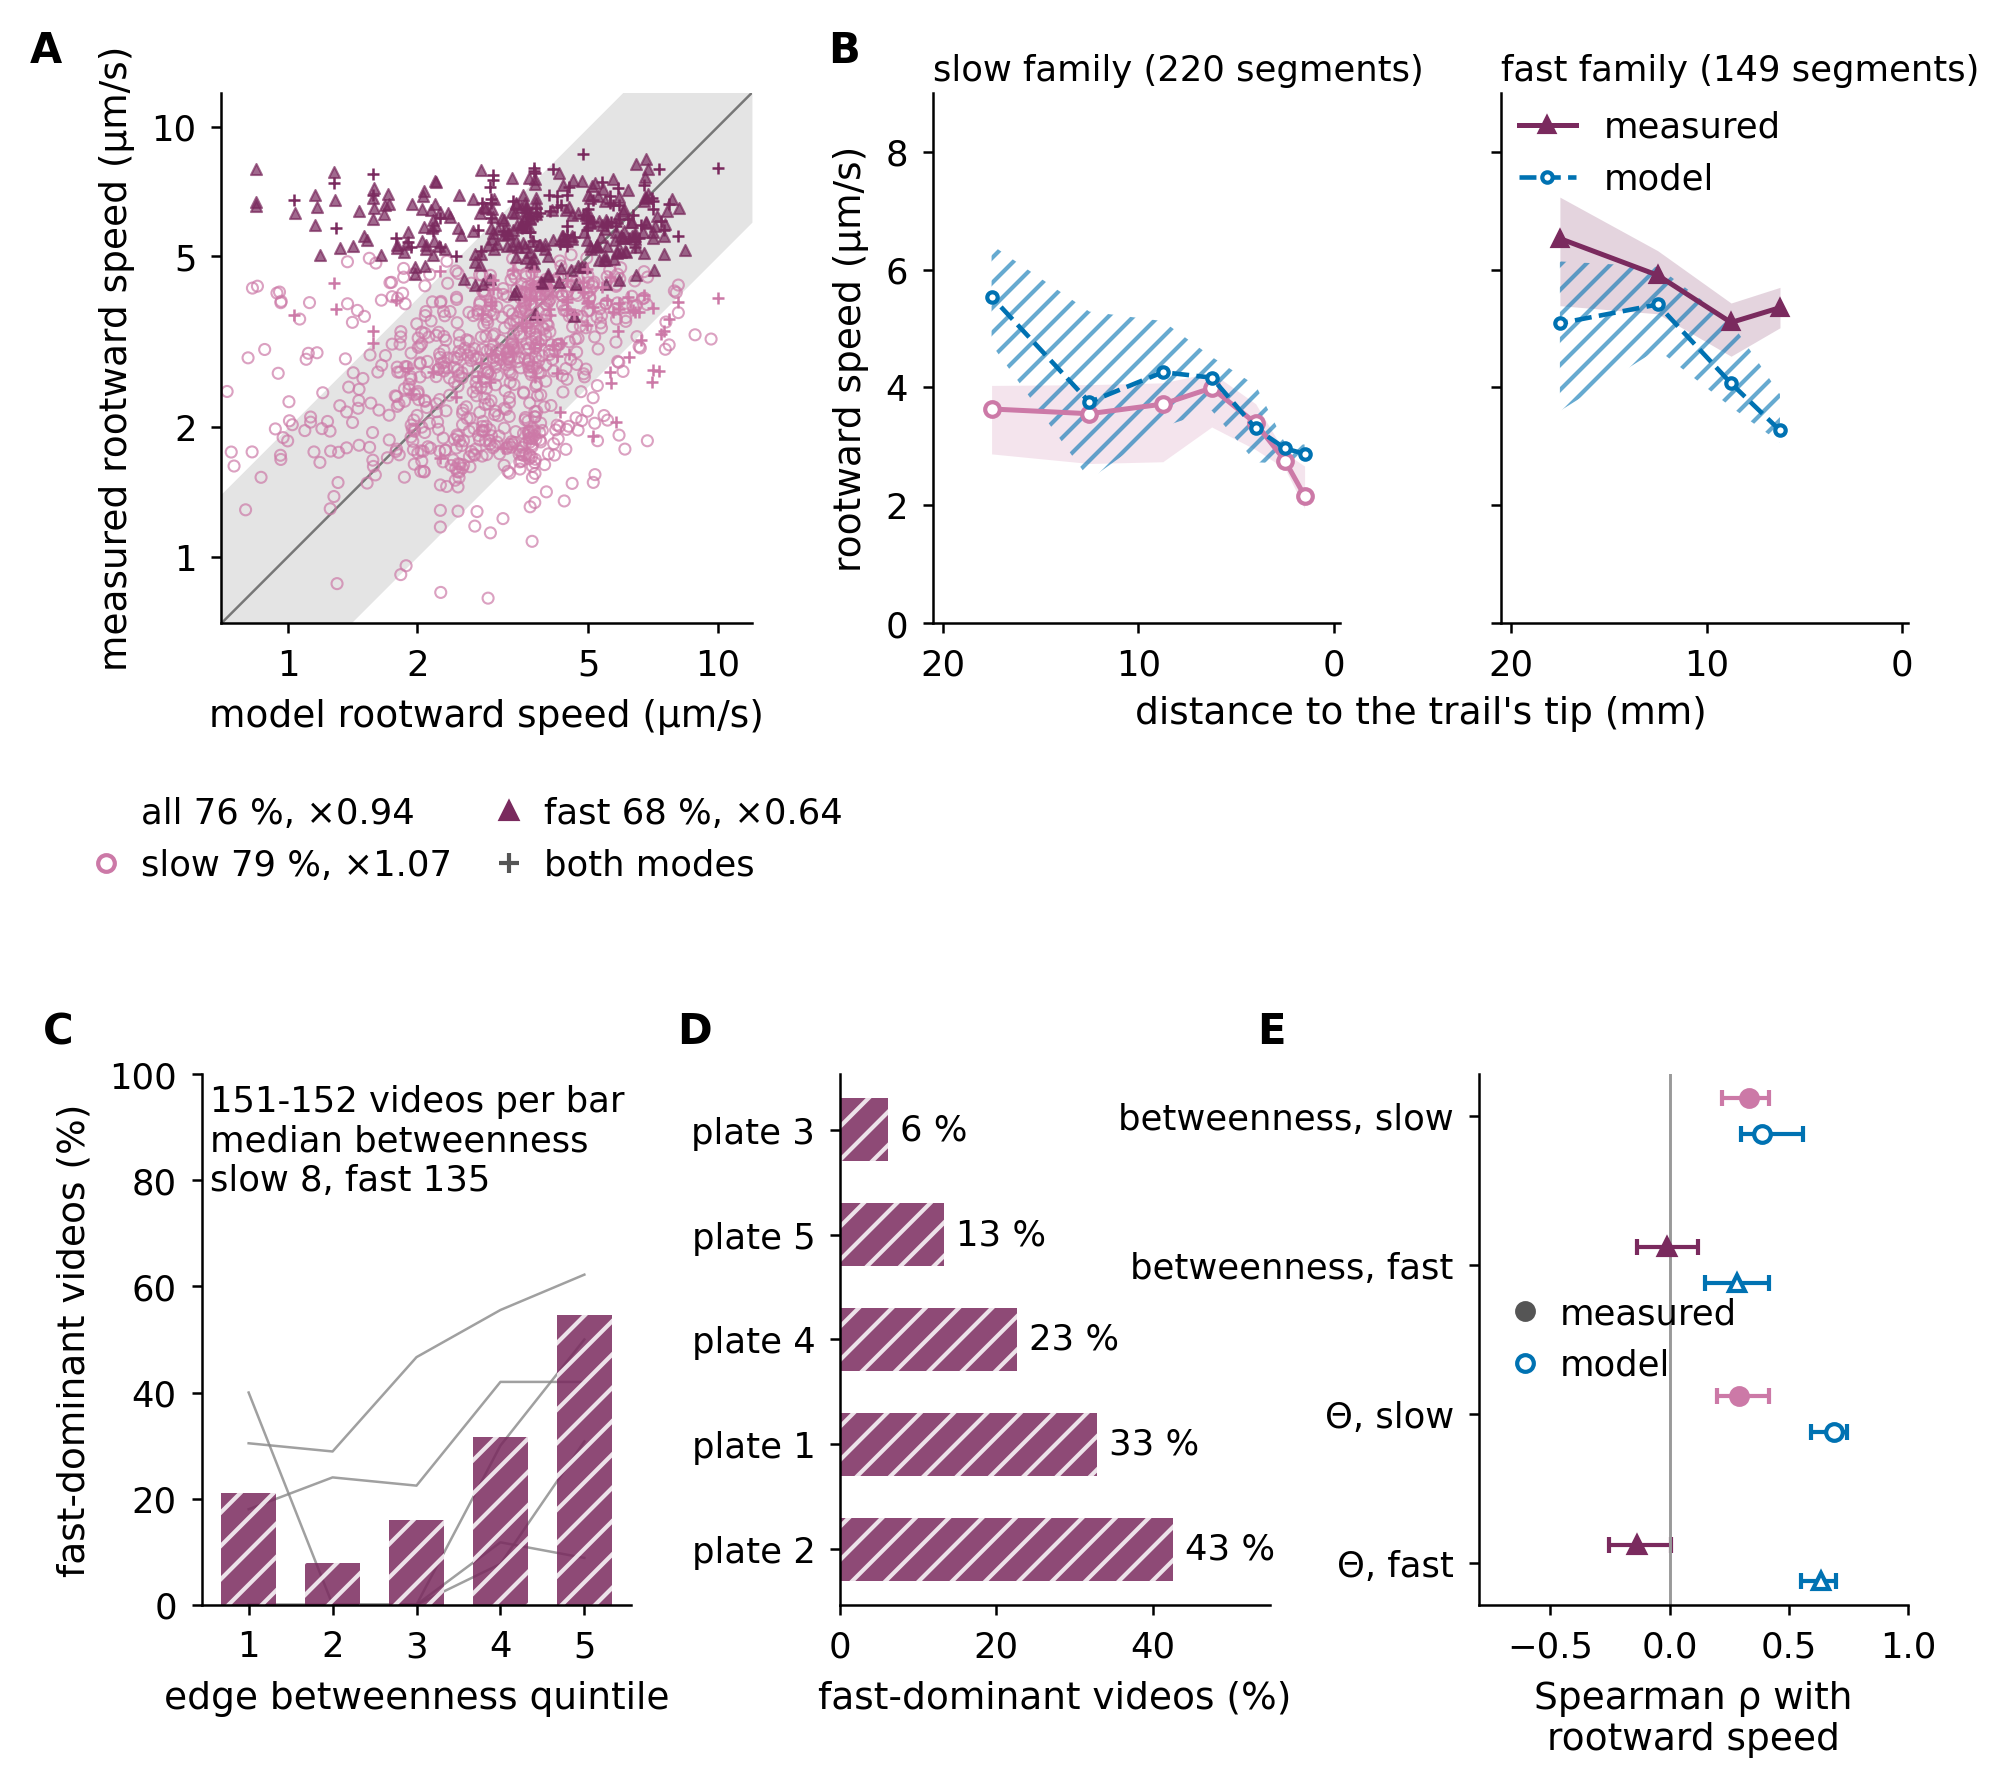 A
measured rootward speed (µm/s)
10
5
2
1
1
2
5
10
model rootward speed (µm/s)
all 76 %, ×0.94
slow 79 %, ×1.07
fast 68 %, ×0.64
both modes
B
slow family (220 segments)
rootward speed (µm/s)
8
6
4
2
0
20
10
0
fast family (149 segments)
measured
model
20
10
0
distance to the trail's tip (mm)
C
fast-dominant videos (%)
100
80
60
40
20
0
151-152 videos per bar
median betweenness
slow 8, fast 135
1
2
3
4
5
edge betweenness quintile
D
plate 3
6 %
plate 5
13 %
plate 4
23 %
plate 1
33 %
plate 2
43 %
0
20
40
fast-dominant videos (%)
E
betweenness, slow
betweenness, fast
measured
model
Θ, slow
Θ, fast
−0.5
0.0
0.5
1.0
Spearman ρ with
rootward speed